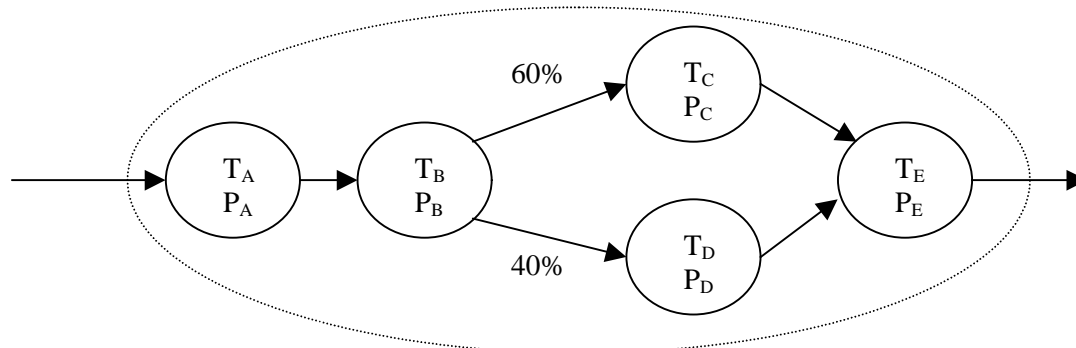 T_A
P_A
T_B
P_B
60%
40%
T_C
P_C
T_D
P_D
T_E
P_E